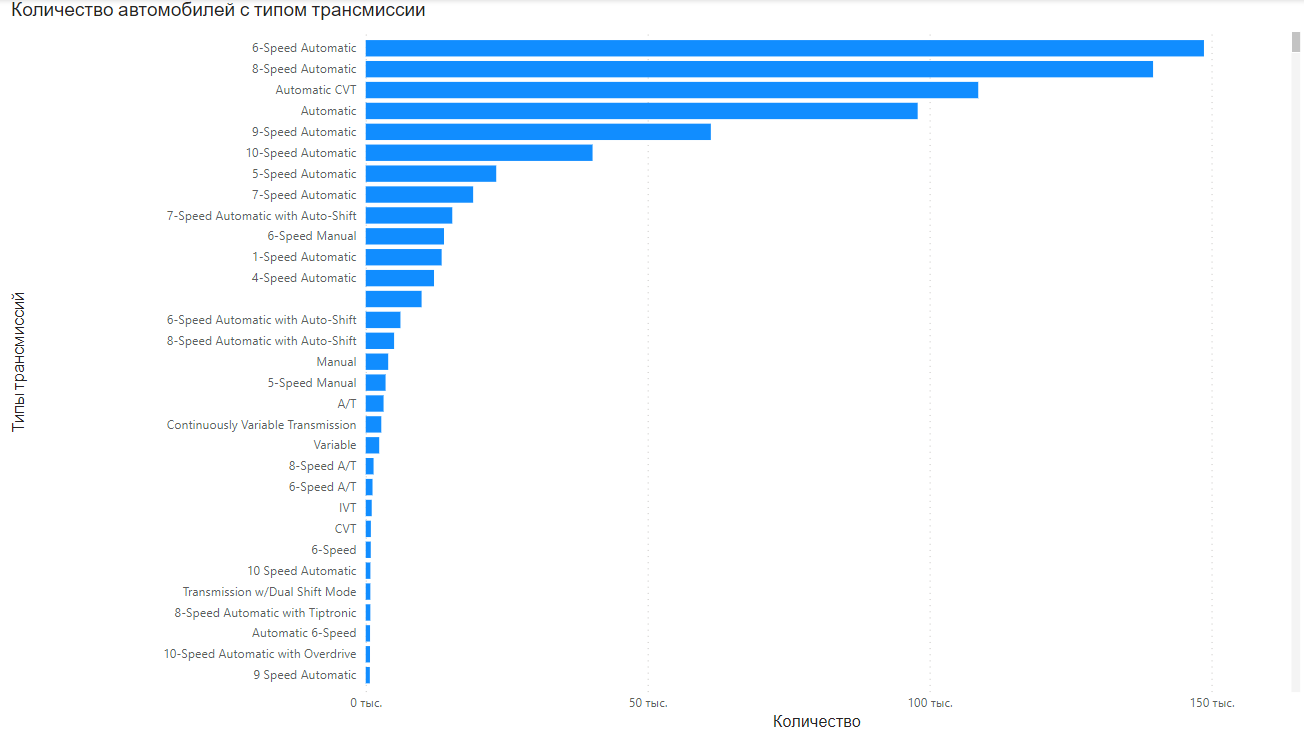 Количество автомобилей с типом трансмиссии
Типы трансмиссий
6-Speed Automatic
8-Speed Automatic
Automatic CVT
Automatic
9-Speed Automatic
10-Speed Automatic
5-Speed Automatic
7-Speed Automatic
7-Speed Automatic with Auto-Shift
6-Speed Manual
1-Speed Automatic
4-Speed Automatic
6-Speed Automatic with Auto-Shift
8-Speed Automatic with Auto-Shift
Manual
5-Speed Manual
A/T
Continuously Variable Transmission
Variable
8-Speed A/T
6-Speed A/T
IVT
CVT
6-Speed
10 Speed Automatic
Transmission w/Dual Shift Mode
8-Speed Automatic with Tiptronic
Automatic 6-Speed
10-Speed Automatic with Overdrive
9 Speed Automatic
0 тыс. 50 тыс. 100 тыс. 150 тыс.
Количество